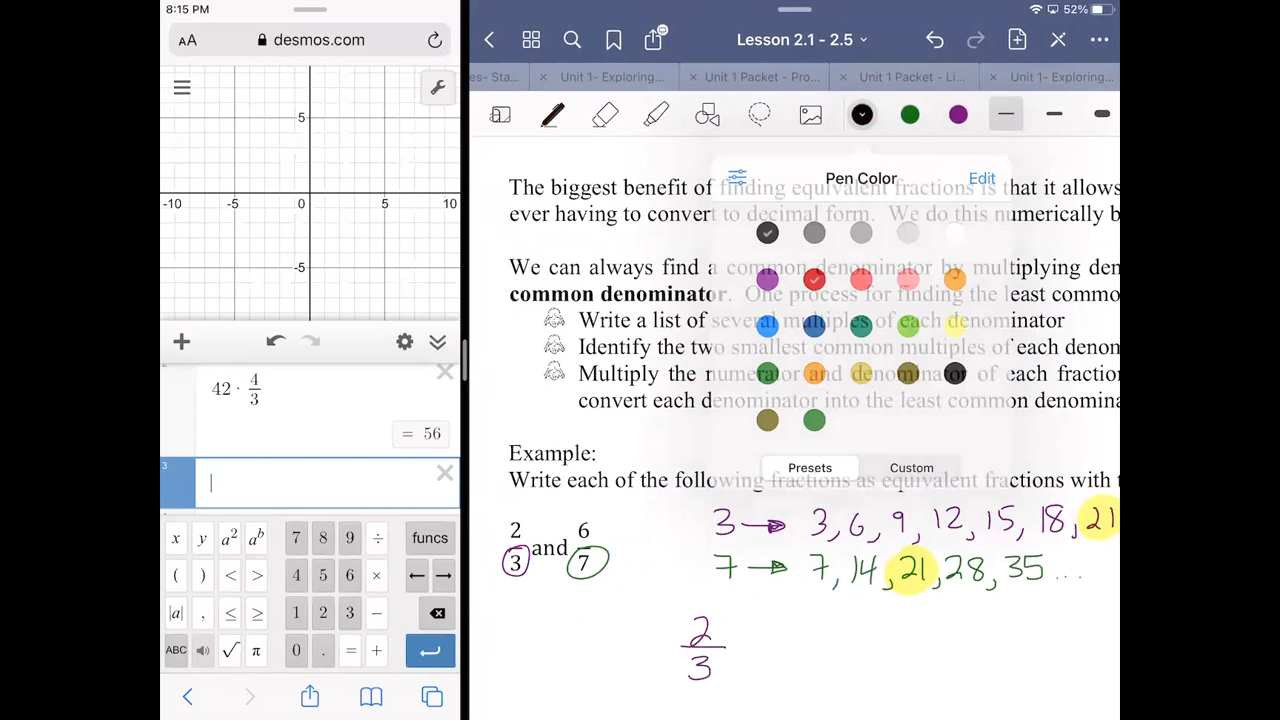 8:15 PM
AA desmos.com
5
-10 -5 0 5 10
-5
42 · 4/3
= 56
3
x y a² a^b 7 8 9 ÷ funcs
( ) < > 4 5 6 × ← →
|a| , ≤ ≥ 1 2 3 −
ABC √ π 0 . = +
52%
Lesson 2.1 - 2.5
es- Sta... × Unit 1- Exploring... × Unit 1 Packet - Pro... × Unit 1 Packet - Li... × Unit 1- Exploring...
Pen Color Edit
Presets Custom
The biggest benefit of finding equivalent fractions is that it allows
ever having to convert to decimal form. We do this numerically b
We can always find a common denominator by multiplying den
common denominator. One process for finding the least commo
Write a list of several multiples of each denominator
Identify the two smallest common multiples of each denon
Multiply the numerator and denominator of each fraction
convert each denominator into the least common denomina
Example:
Write each of the following fractions as equivalent fractions with t
2/3 and 6/7
3 → 3, 6, 9, 12, 15, 18, 21
7 → 7, 14, 21, 28, 35 ...
2/3